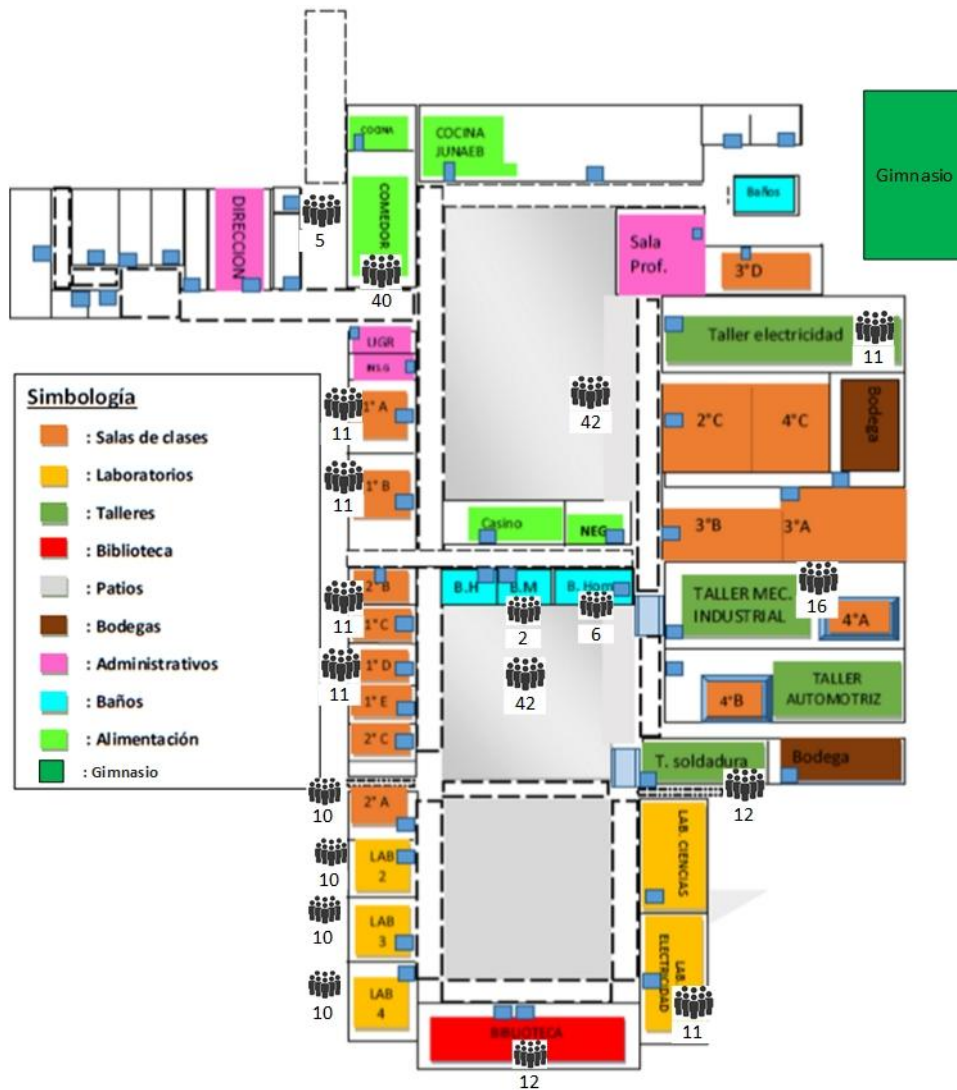 COCINA
COCINA
JUNAEB
Gimnasio
Baños
DIRECCION
COMEDOR
5
40
Sala
Prof.
3°D
Taller electricidad
11
UGR
INS.G
Simbología
: Salas de clases
: Laboratorios
: Talleres
: Biblioteca
: Patios
: Bodegas
: Administrativos
: Baños
: Alimentación
: Gimnasio
1° A
11
42
2°C
4°C
Bodega
1° B
11
Casino
NEG
3°B
3°A
2°B
11
B.H
B.M
B. Hom
2
6
TALLER MEC.
INDUSTRIAL
16
4°A
1° C
1° D
11
42
1° E
4°B
TALLER
AUTOMOTRIZ
2° C
T. soldadura
Bodega
12
2° A
10
LAB
2
10
LAB. CIENCIAS
LAB
3
10
LAB.
ELECTRICIDAD
11
LAB
4
10
BIBLIOTECA
12